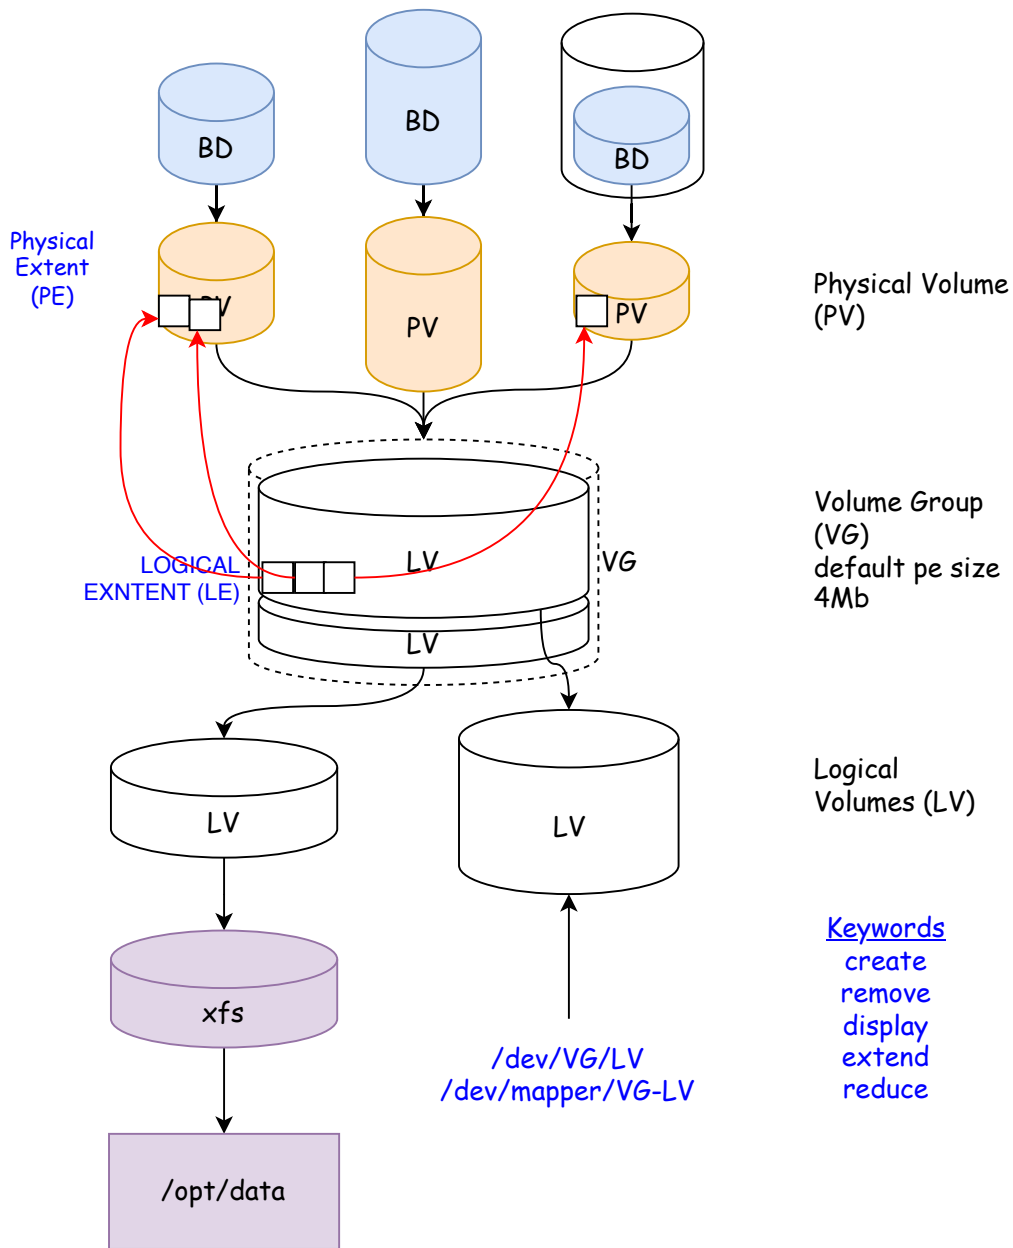 BD
BD
BD
Physical
Extent
(PE)
PV
PV
PV
Physical Volume
(PV)
LOGICAL
EXNTENT (LE)
LV
LV
VG
Volume Group
(VG)
default pe size
4Mb
LV
LV
Logical
Volumes (LV)
xfs
/dev/VG/LV
/dev/mapper/VG-LV
Keywords
create
remove
display
extend
reduce
/opt/data